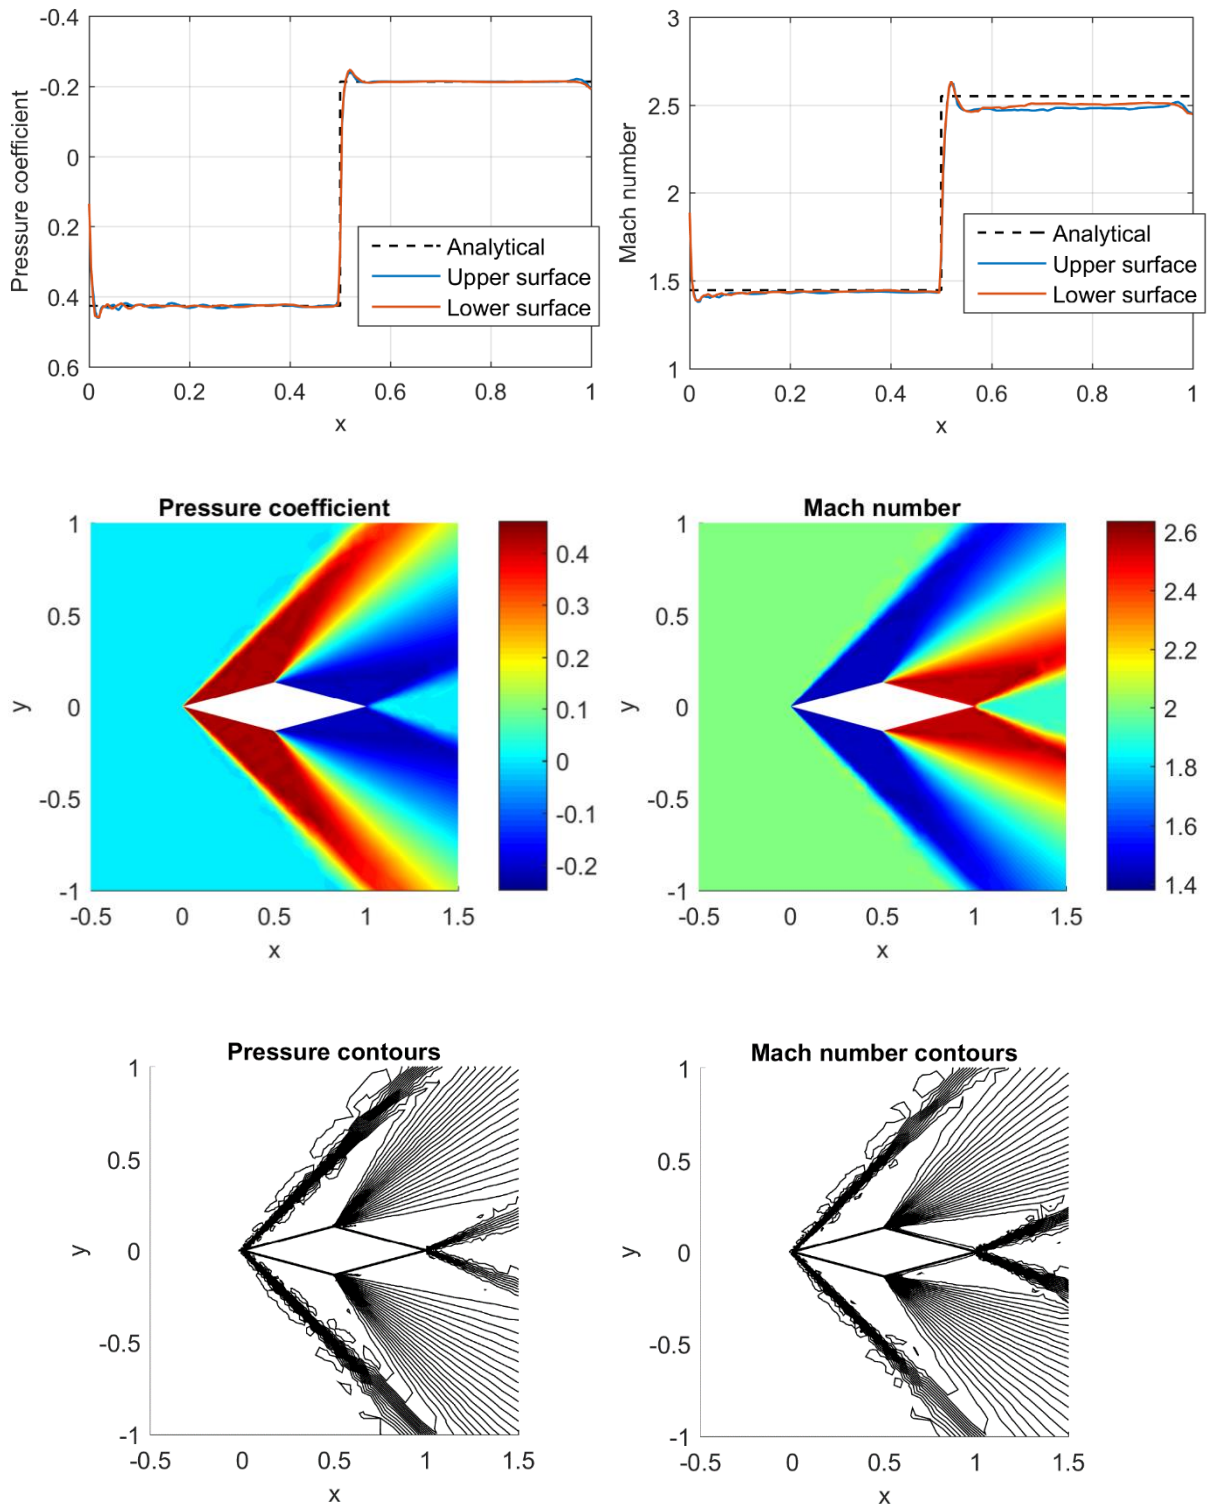 -0.4
-0.2
0
0.2
0.4
0.6
Pressure coefficient
Analytical
Upper surface
Lower surface
0 0.2 0.4 0.6 0.8 1
x
3
2.5
2
1.5
1
Mach number
Analytical
Upper surface
Lower surface
0 0.2 0.4 0.6 0.8 1
x
Pressure coefficient
1
0.5
0
-0.5
-1
y
-0.5 0 0.5 1 1.5
x
0.4
0.3
0.2
0.1
0
-0.1
-0.2
Mach number
1
0.5
0
-0.5
-1
y
-0.5 0 0.5 1 1.5
x
2.6
2.4
2.2
2
1.8
1.6
1.4
Pressure contours
1
0.5
0
-0.5
-1
y
-0.5 0 0.5 1 1.5
x
Mach number contours
1
0.5
0
-0.5
-1
y
-0.5 0 0.5 1 1.5
x